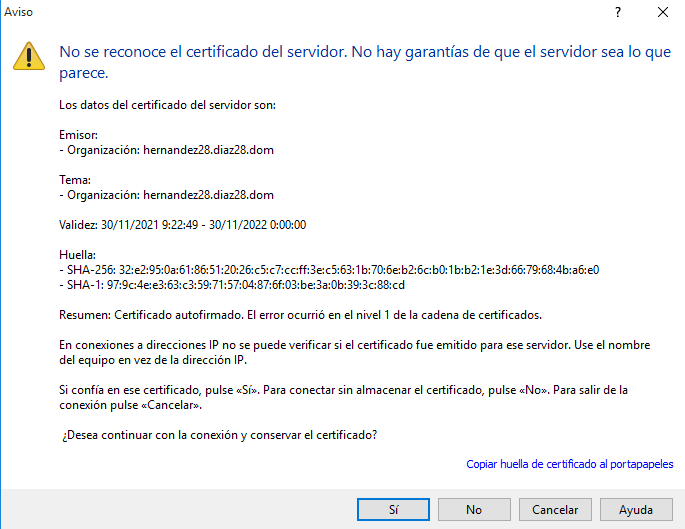 Aviso
?
No se reconoce el certificado del servidor. No hay garantías de que el servidor sea lo que
parece.
Los datos del certificado del servidor son:
Emisor:
- Organización: hernandez28.diaz28.dom
Tema:
- Organización: hernandez28.diaz28.dom
Validez: 30/11/2021 9:22:49 - 30/11/2022 0:00:00
Huella:
- SHA-256: 32:e2:95:0a:61:86:51:20:26:c5:c7:cc:ff:3e:c5:63:1b:70:6e:b2:6c:b0:1b:b2:1e:3d:66:79:68:4b:a6:e0
- SHA-1: 97:9c:4e:e3:63:c3:59:71:57:04:87:6f:03:be:3a:0b:39:3c:88:cd
Resumen: Certificado autofirmado. El error ocurrió en el nivel 1 de la cadena de certificados.
En conexiones a direcciones IP no se puede verificar si el certificado fue emitido para ese servidor. Use el nombre
del equipo en vez de la dirección IP.
Si confía en ese certificado, pulse «Sí». Para conectar sin almacenar el certificado, pulse «No». Para salir de la
conexión pulse «Cancelar».
¿Desea continuar con la conexión y conservar el certificado?
Copiar huella de certificado al portapapeles
Sí
No
Cancelar
Ayuda